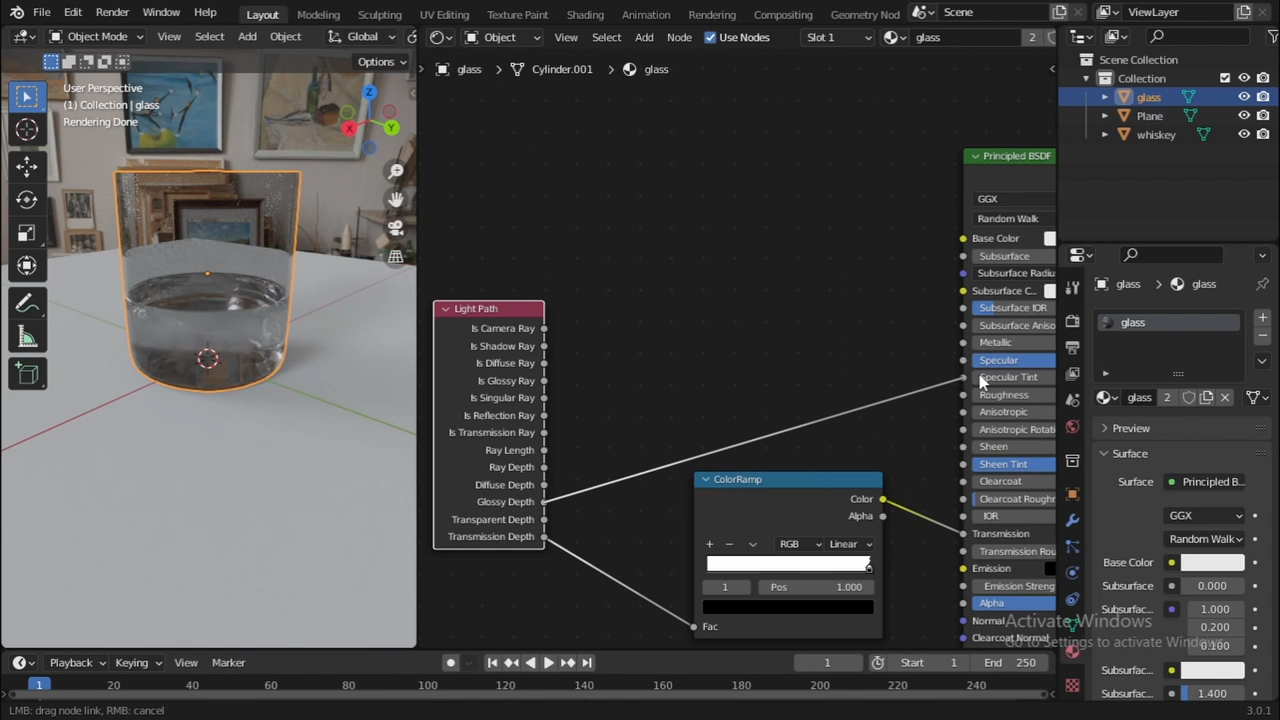 File Edit Render Window Help Layout Modeling Sculpting UV Editing Texture Paint Shading Animation Rendering Compositing Geometry Nod Scene ViewLayer
Object Mode View Select Add Object Global Object View Select Add Node Use Nodes Slot 1 glass 2
Options
glass > Cylinder.001 > glass
User Perspective
(1) Collection | glass
Rendering Done
Z
X
Y
Light Path
Is Camera Ray
Is Shadow Ray
Is Diffuse Ray
Is Glossy Ray
Is Singular Ray
Is Reflection Ray
Is Transmission Ray
Ray Length
Ray Depth
Diffuse Depth
Glossy Depth
Transparent Depth
Transmission Depth
ColorRamp
Color
Alpha
+ − RGB Linear
1 Pos 1.000
Fac
Principled BSDF
GGX
Random Walk
Base Color
Subsurface
Subsurface Radiu
Subsurface C...
Subsurface IOR
Subsurface Aniso
Metallic
Specular
Specular Tint
Roughness
Anisotropic
Anisotropic Rotati
Sheen
Sheen Tint
Clearcoat
Clearcoat Roughn
IOR
Transmission
Transmission Rou
Emission
Emission Streng
Alpha
Normal
Clearcoat Normal
Scene Collection
Collection
glass
Plane
whiskey
glass > glass
glass
glass 2
Preview
Surface
Surface Principled B...
GGX
Random Walk
Base Color
Subsurface 0.000
Subsurfac... 1.000
0.200
0.100
Subsurfac...
Subsurfac... 1.400
Activate Windows
Go to Settings to activate Windows.
Playback Keying View Marker 1 Start 1 End 250
1 20 40 60 80 100 120 140 160 180 200 220 240
LMB: drag node link, RMB: cancel 3.0.1